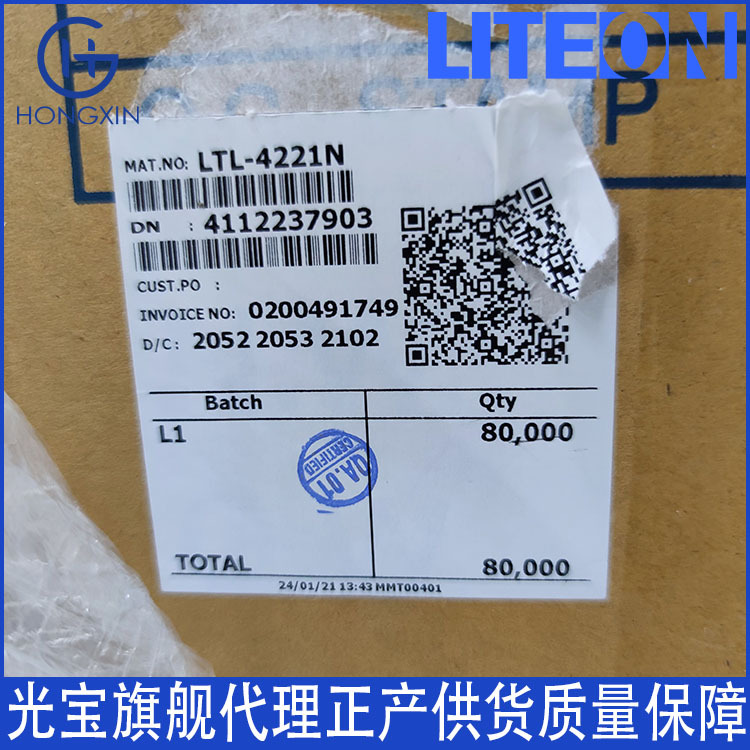 LITEON
HONGXIN
P
MAT.NO: LTL-4221N
DN : 4112237903
CUST.PO :
INVOICE NO: 0200491749
D/C: 2052 2053 2102
Batch Qty
L1 80,000
QA.01
CERTIFIED
TOTAL 80,000
24/01/21 13:43 MMT00401
光宝旗舰代理正产供货质量保障